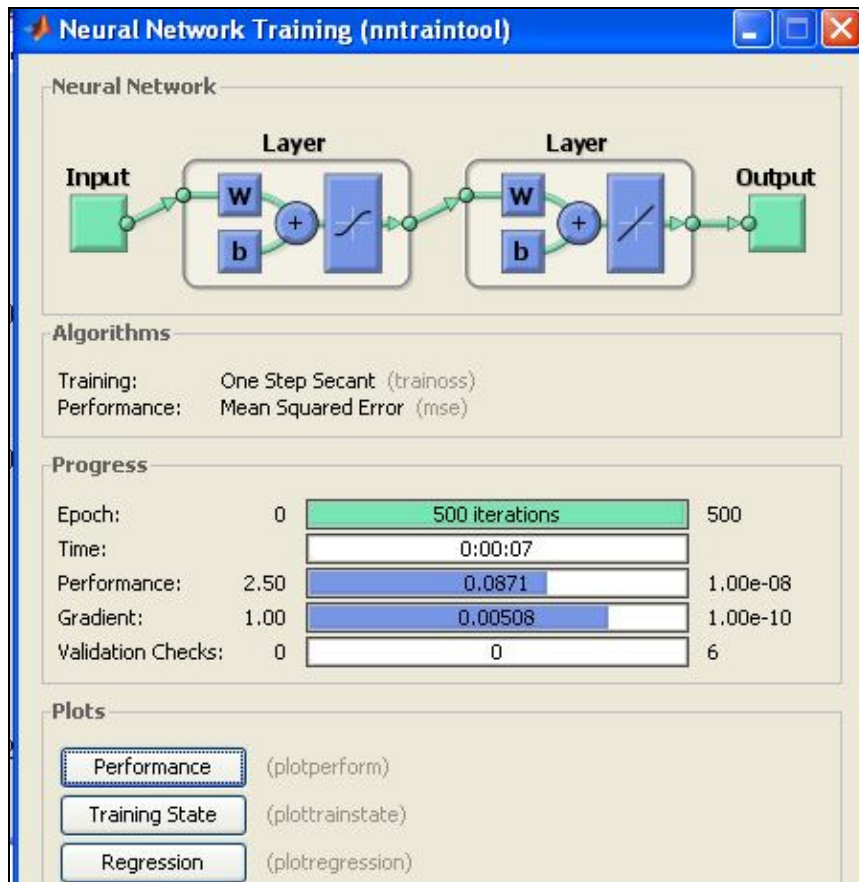 Neural Network Training (nntraintool)
Neural Network
Layer Layer
Input Output
W W
+ +
b b
Algorithms
Training: One Step Secant (trainoss)
Performance: Mean Squared Error (mse)
Progress
Epoch: 0 500 iterations 500
Time: 0:00:07
Performance: 2.50 0.0871 1.00e-08
Gradient: 1.00 0.00508 1.00e-10
Validation Checks: 0 0 6
Plots
Performance (plotperform)
Training State (plottrainstate)
Regression (plotregression)